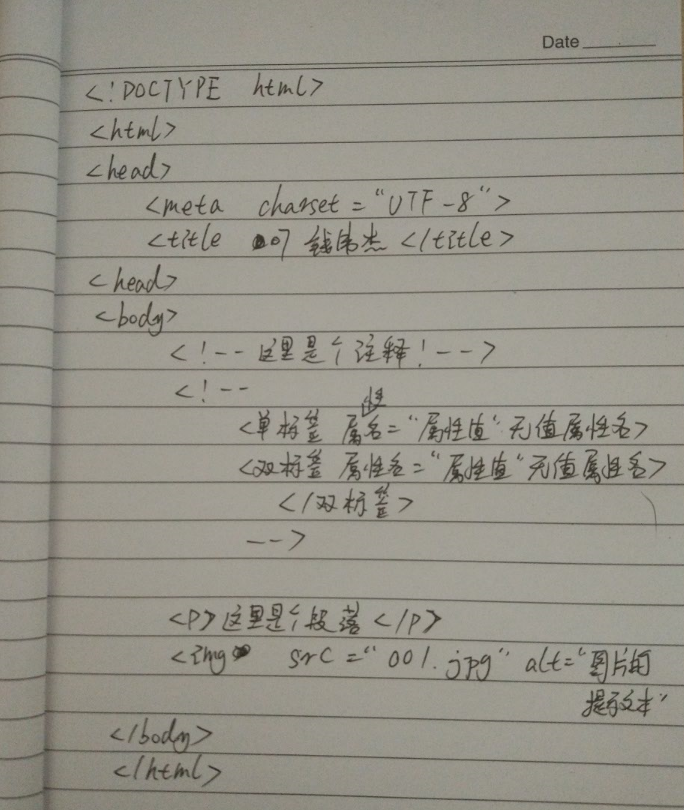 Date
<!DOCTYPE html>
<html>
<head>
<meta charset="UTF-8">
<title 07 钱伟杰 </title>
<head>
<body>
<!-- 这里是个注释!-->
<!--
<单标签 属性名="属性值" 无值属性名>
<双标签 属性名="属性值" 无值属性名>
</双标签>
-->
<P>这里是个段落</P>
<img src="001.jpg" alt="图片的
提示文本"
</body>
</html>